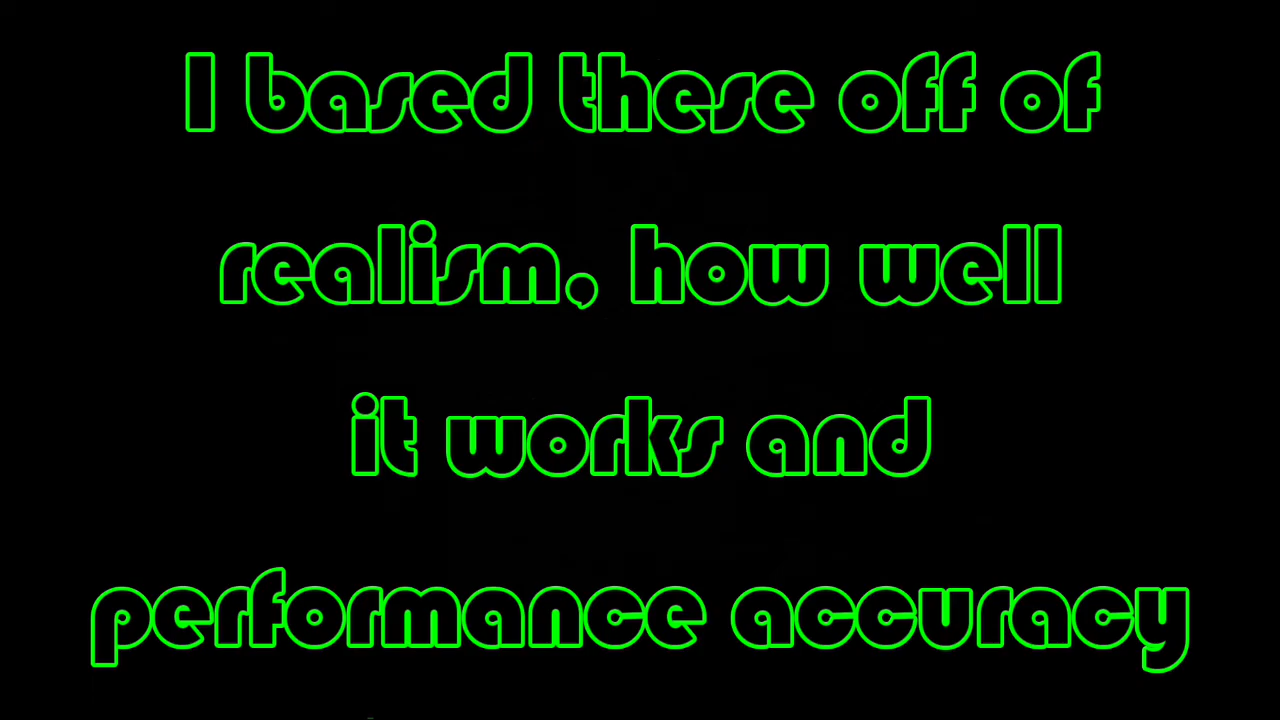 I based these off of
realism, how well
it works and
performance accuracy